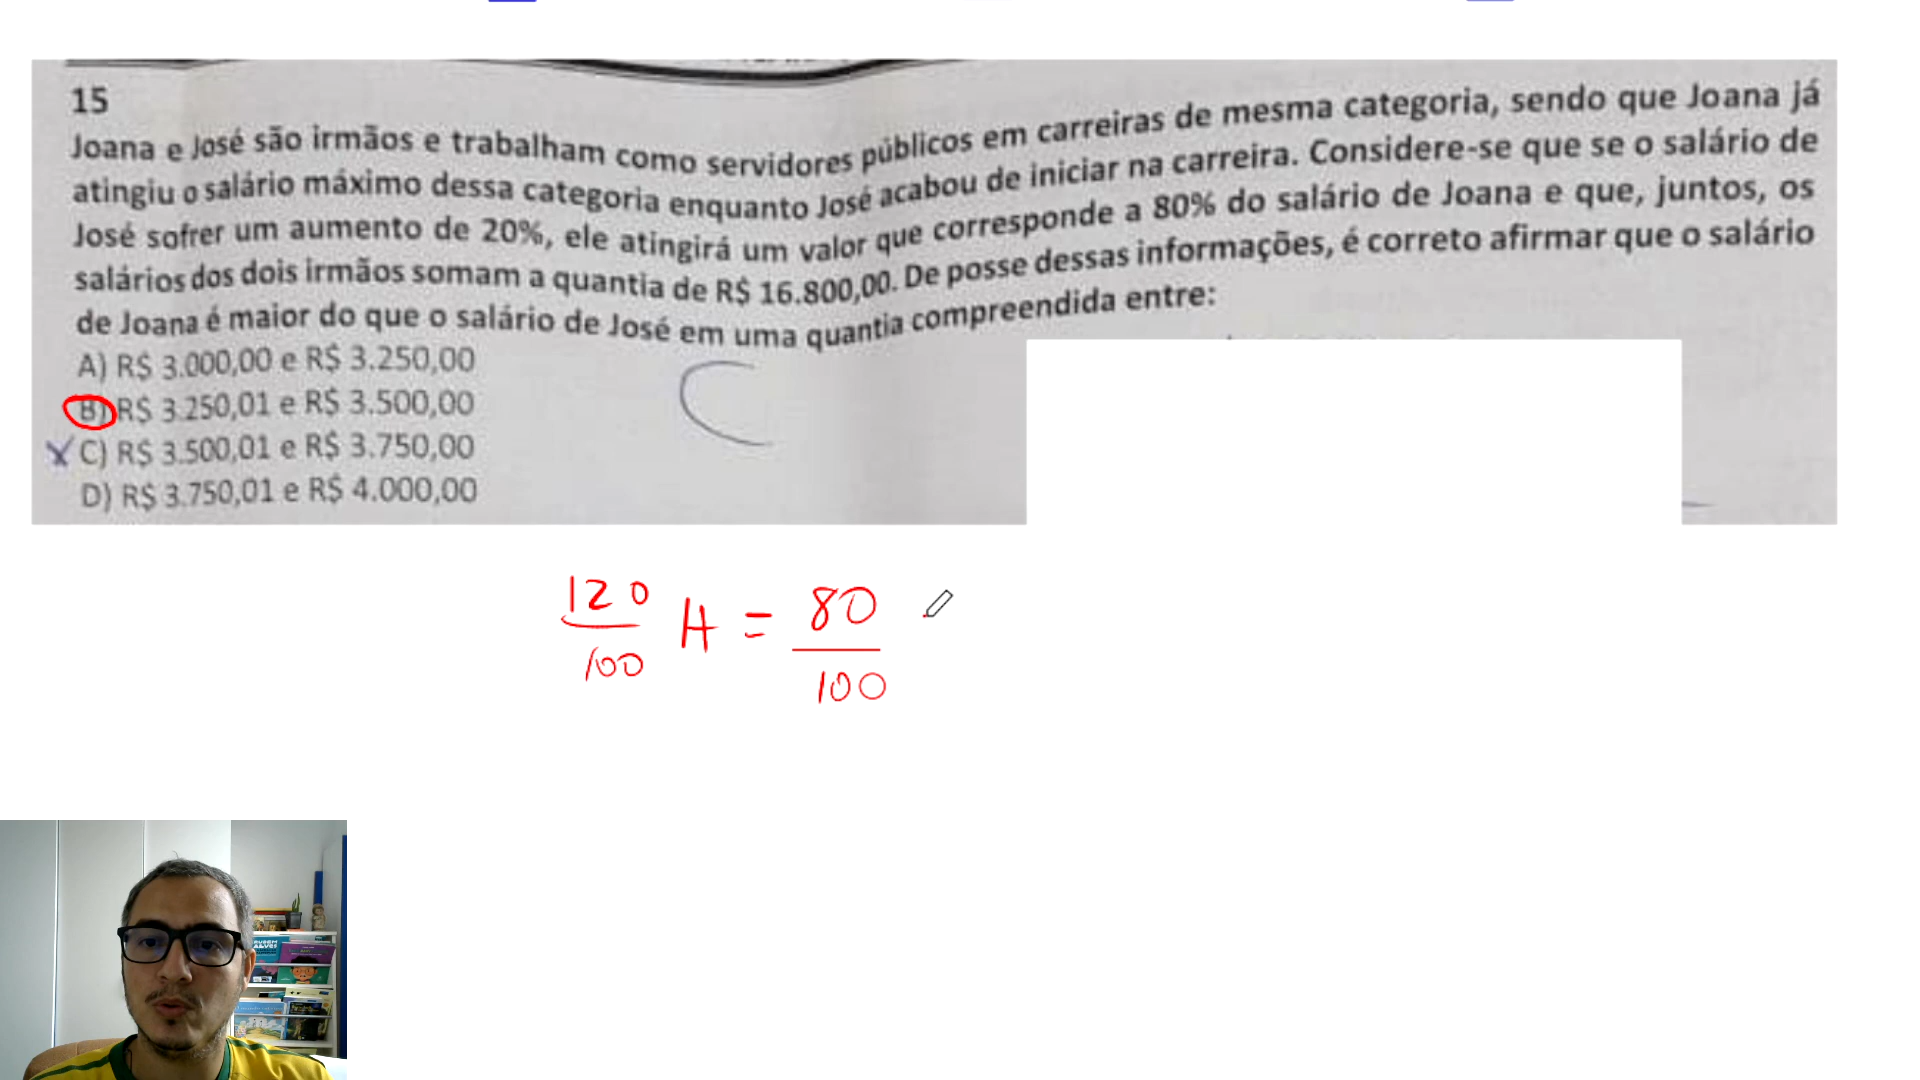 15
Joana e José são irmãos e trabalham como servidores públicos em carreiras de mesma categoria, sendo que Joana já
atingiu o salário máximo dessa categoria enquanto José acabou de iniciar na carreira. Considere-se que se o salário de
José sofrer um aumento de 20%, ele atingirá um valor que corresponde a 80% do salário de Joana e que, juntos, os
salários dos dois irmãos somam a quantia de R$ 16.800,00. De posse dessas informações, é correto afirmar que o salário
de Joana é maior do que o salário de José em uma quantia compreendida entre:
A) R$ 3.000,00 e R$ 3.250,00
B) R$ 3.250,01 e R$ 3.500,00
C) R$ 3.500,01 e R$ 3.750,00
D) R$ 3.750,01 e R$ 4.000,00
C
120
100
H =
80
100